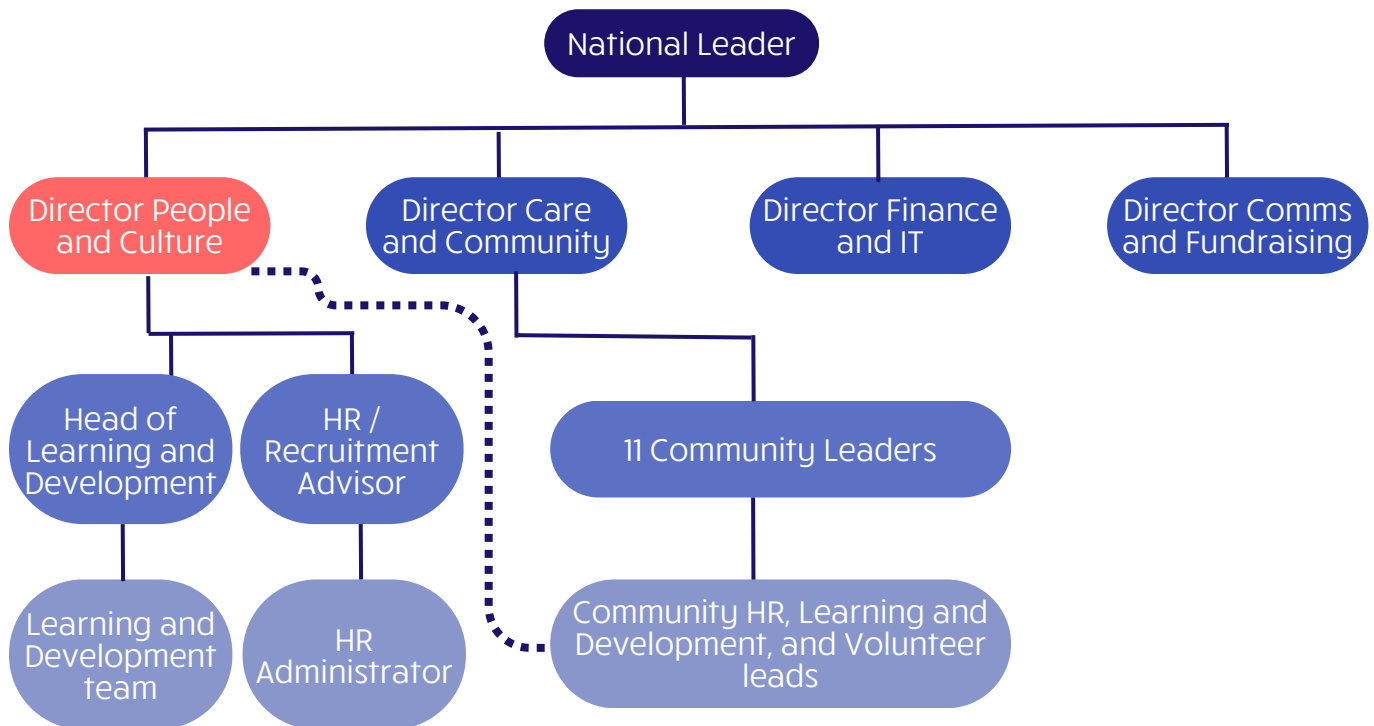 National Leader
Director People
and Culture
Director Care
and Community
Director Finance
and IT
Director Comms
and Fundraising
Head of
Learning and
Development
HR /
Recruitment
Advisor
11 Community Leaders
Learning and
Development
team
HR
Administrator
Community HR, Learning and
Development, and Volunteer
leads